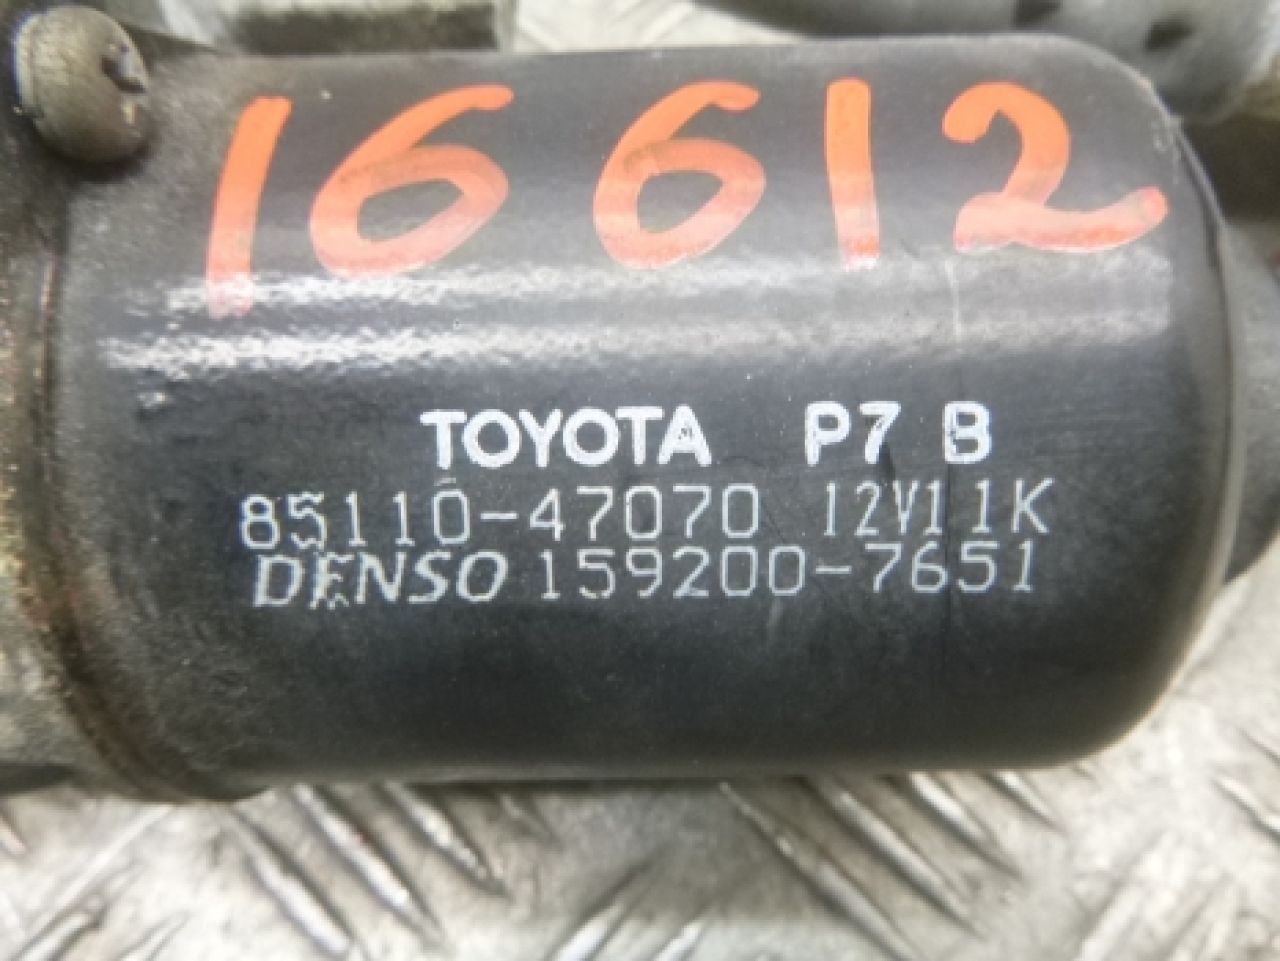 16612
TOYOTA P7 B
85110-47070 12V11K
DENSO 159200-7651